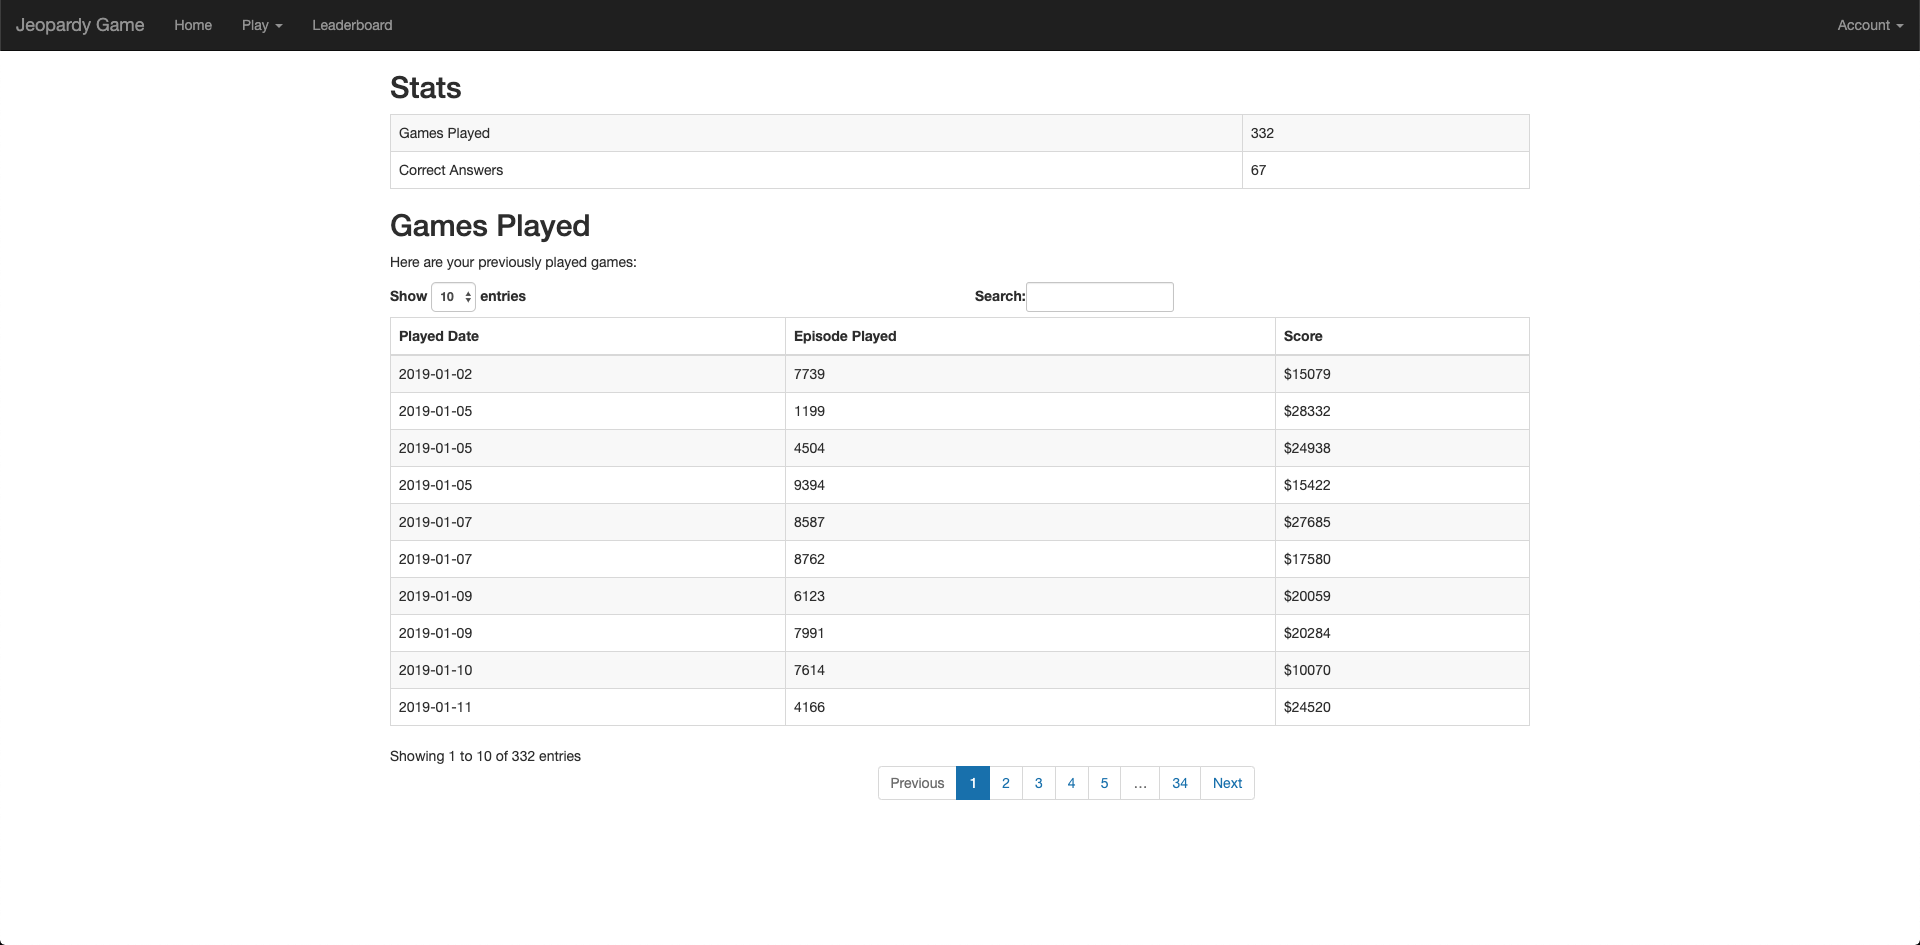 Jeopardy Game Home Play Leaderboard Account
Stats
Games Played 332
Correct Answers 67
Games Played
Here are your previously played games:
Show 10 entries Search:
Played Date Episode Played Score
2019-01-02 7739 $15079
2019-01-05 1199 $28332
2019-01-05 4504 $24938
2019-01-05 9394 $15422
2019-01-07 8587 $27685
2019-01-07 8762 $17580
2019-01-09 6123 $20059
2019-01-09 7991 $20284
2019-01-10 7614 $10070
2019-01-11 4166 $24520
Showing 1 to 10 of 332 entries
Previous 1 2 3 4 5 … 34 Next